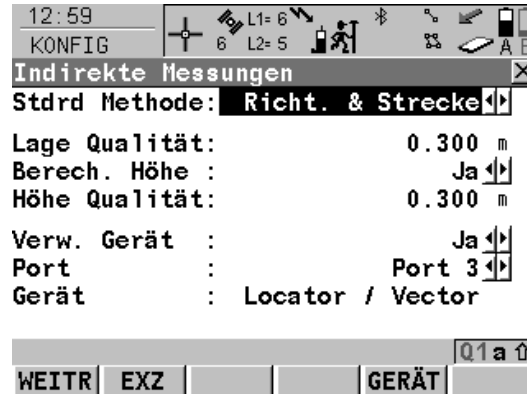 12:59
KONFIG
6
L1= 6
L2= 5
A
Indirekte Messungen
Stdrd Methode: Richt. & Strecke
Lage Qualität: 0.300 m
Berech. Höhe : Ja
Höhe Qualität: 0.300 m
Verw. Gerät : Ja
Port : Port 3
Gerät : Locator / Vector
Q1 a
WEITR EXZ GERÄT